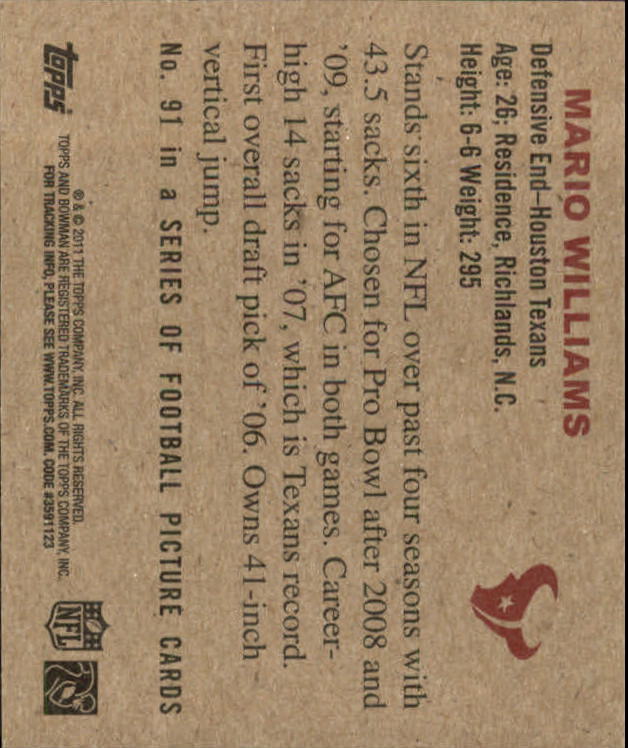 MARIO WILLIAMS
Defensive End–Houston Texans
Age: 26; Residence, Richlands, N.C.
Height: 6-6 Weight: 295
Stands sixth in NFL over past four seasons with
43.5 sacks. Chosen for Pro Bowl after 2008 and
’09, starting for AFC in both games. Career-
high 14 sacks in ’07, which is Texans record.
First overall draft pick of ’06. Owns 41-inch
vertical jump.
No. 91 in a SERIES OF FOOTBALL PICTURE CARDS
topps
® & © 2011 THE TOPPS COMPANY, INC. ALL RIGHTS RESERVED.
TOPPS AND BOWMAN ARE REGISTERED TRADEMARKS OF THE TOPPS COMPANY, INC.
FOR TRACKING INFO, PLEASE SEE WWW.TOPPS.COM. CODE #3591123
NFL